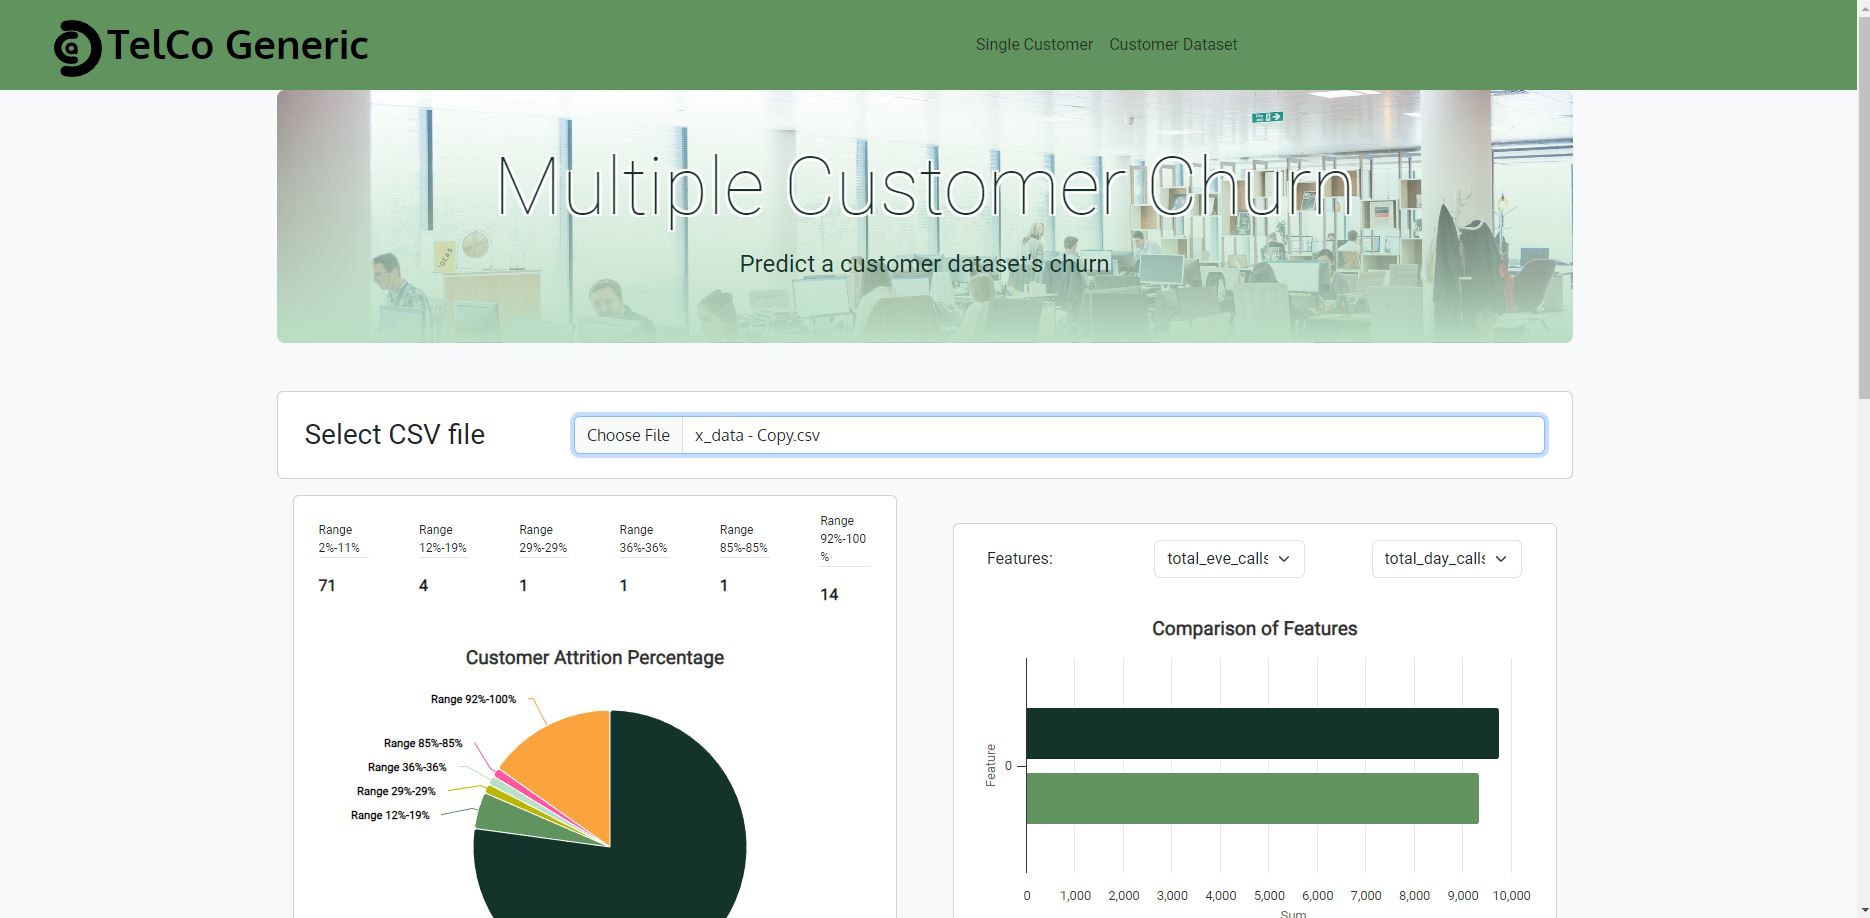 TelCo Generic
Single Customer
Customer Dataset
Multiple Customer Churn
Predict a customer dataset's churn
Select CSV file
Choose File
x_data - Copy.csv
Range
2%-11%
71
Range
12%-19%
4
Range
29%-29%
1
Range
36%-36%
1
Range
85%-85%
1
Range
92%-100
%
14
Customer Attrition Percentage
Range 92%-100%
Range 85%-85%
Range 36%-36%
Range 29%-29%
Range 12%-19%
Features:
total_eve_calls
total_day_calls
Comparison of Features
Feature
0
0 1,000 2,000 3,000 4,000 5,000 6,000 7,000 8,000 9,000 10,000
Sum